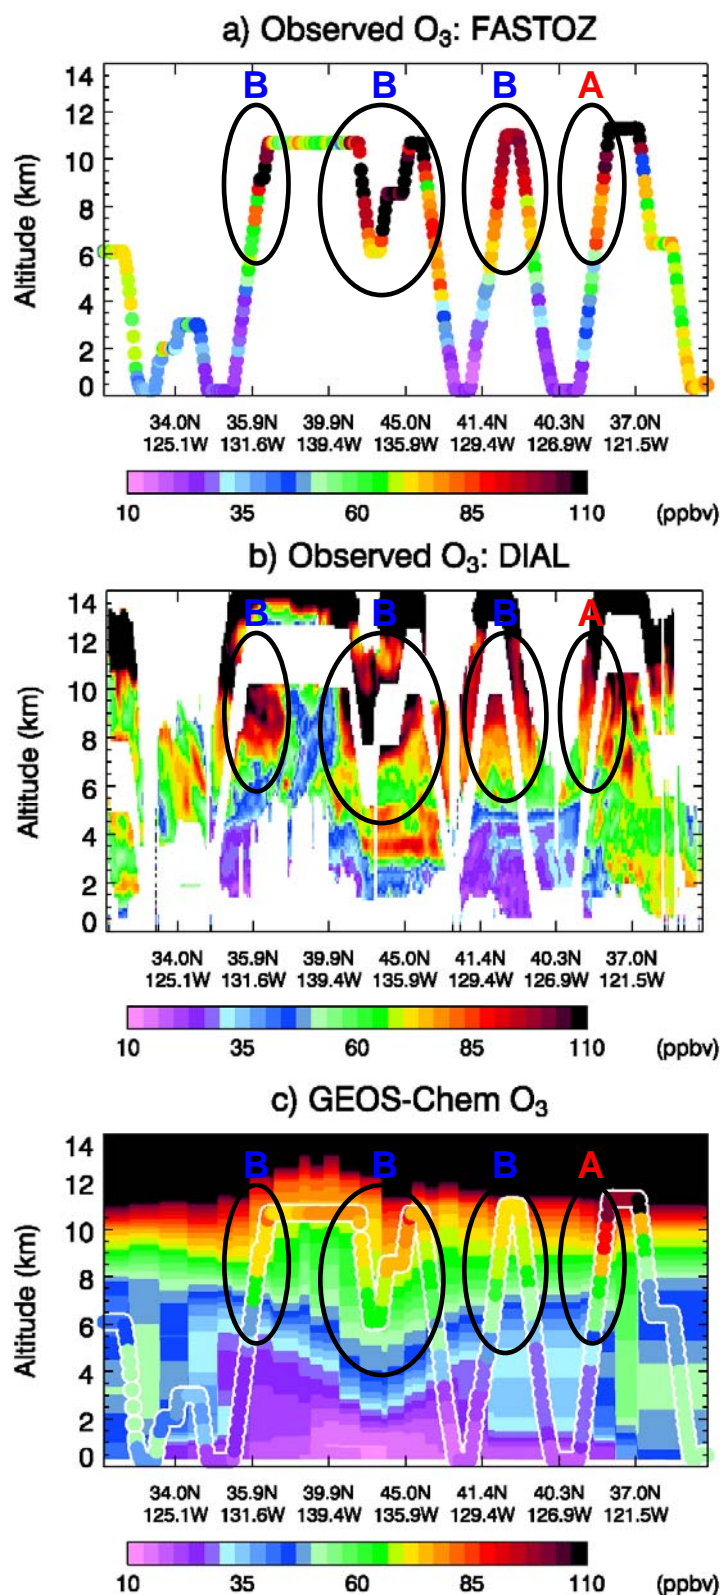 a) Observed O3: FASTOZ
B B B A
14
12
10
8
6
4
2
0
Altitude (km)
34.0N 35.9N 39.9N 45.0N 41.4N 40.3N 37.0N
125.1W 131.6W 139.4W 135.9W 129.4W 126.9W 121.5W
10 35 60 85 110 (ppbv)
b) Observed O3: DIAL
B B B A
14
12
10
8
6
4
2
0
Altitude (km)
34.0N 35.9N 39.9N 45.0N 41.4N 40.3N 37.0N
125.1W 131.6W 139.4W 135.9W 129.4W 126.9W 121.5W
10 35 60 85 110 (ppbv)
c) GEOS-Chem O3
B B B A
14
12
10
8
6
4
2
0
Altitude (km)
34.0N 35.9N 39.9N 45.0N 41.4N 40.3N 37.0N
125.1W 131.6W 139.4W 135.9W 129.4W 126.9W 121.5W
10 35 60 85 110 (ppbv)